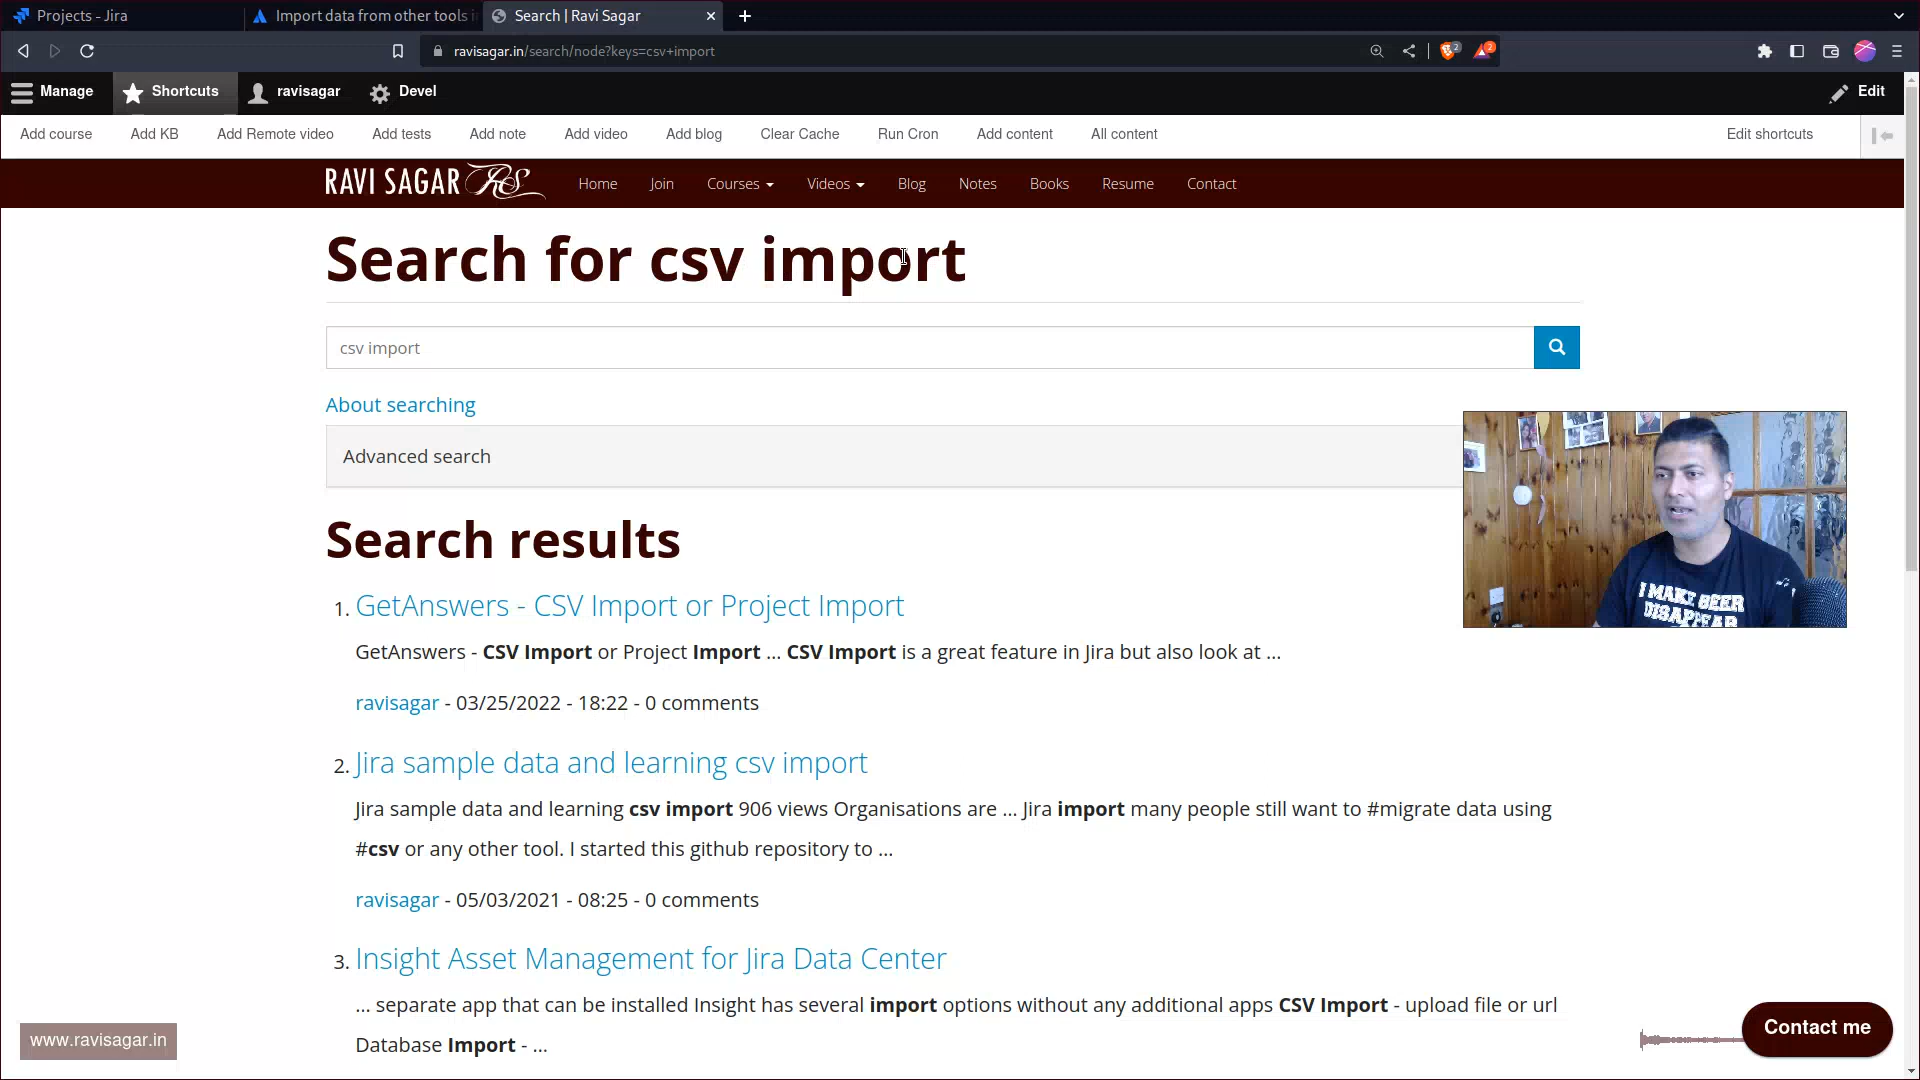 Projects - Jira
Import data from other tools i
Search | Ravi Sagar
ravisagar.in/search/node?keys=csv+import
2
2
Manage
Shortcuts
ravisagar
Devel
Edit
Add course
Add KB
Add Remote video
Add tests
Add note
Add video
Add blog
Clear Cache
Run Cron
Add content
All content
Edit shortcuts
RAVI SAGAR RS
Home
Join
Courses
Videos
Blog
Notes
Books
Resume
Contact
Search for csv import
csv import
About searching
Advanced search
I MAKE BEER
DISAPPEAR
Search results
1. GetAnswers - CSV Import or Project Import
GetAnswers - CSV Import or Project Import ... CSV Import is a great feature in Jira but also look at ...
ravisagar - 03/25/2022 - 18:22 - 0 comments
2. Jira sample data and learning csv import
Jira sample data and learning csv import 906 views Organisations are ... Jira import many people still want to #migrate data using
#csv or any other tool. I started this github repository to ...
ravisagar - 05/03/2021 - 08:25 - 0 comments
3. Insight Asset Management for Jira Data Center
... separate app that can be installed Insight has several import options without any additional apps CSV Import - upload file or url
Database Import - ...
www.ravisagar.in
Contact me